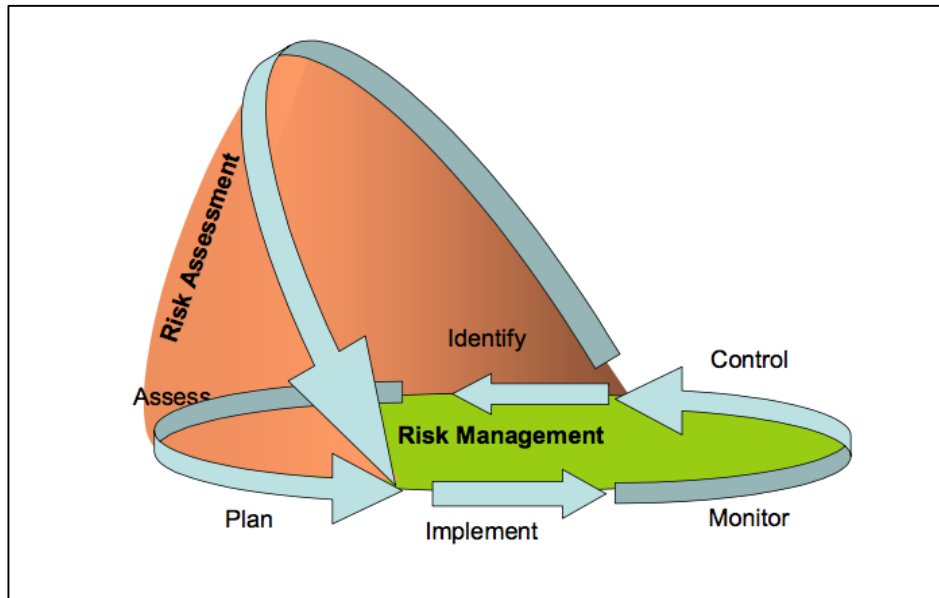 Risk Assessment
Identify
Control
Assess
Risk Management
Plan
Implement
Monitor